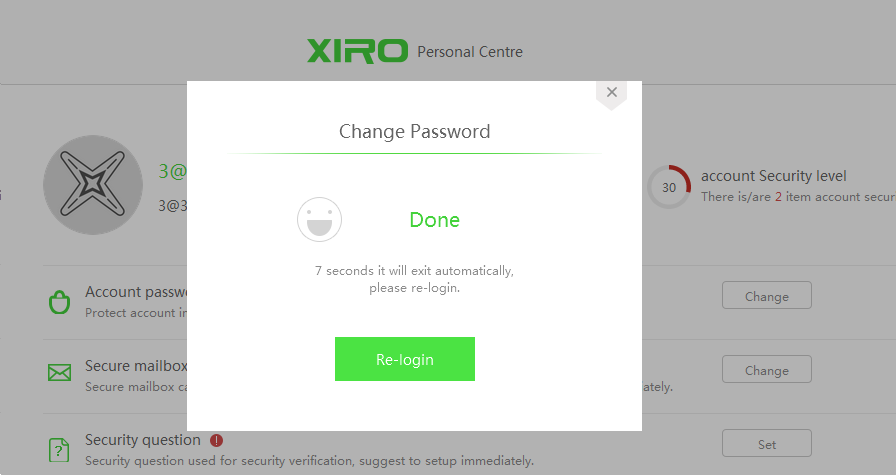 XIRO Personal Centre
Change Password
3@
3@3
30
account Security level
There is/are 2 item account secur
Done
7 seconds it will exit automatically,
please re-login.
Re-login
Account passw
Protect account in
Change
Secure mailbox
Secure mailbox ca
ately.
Change
Security question
Security question used for security verification, suggest to setup immediately.
Set